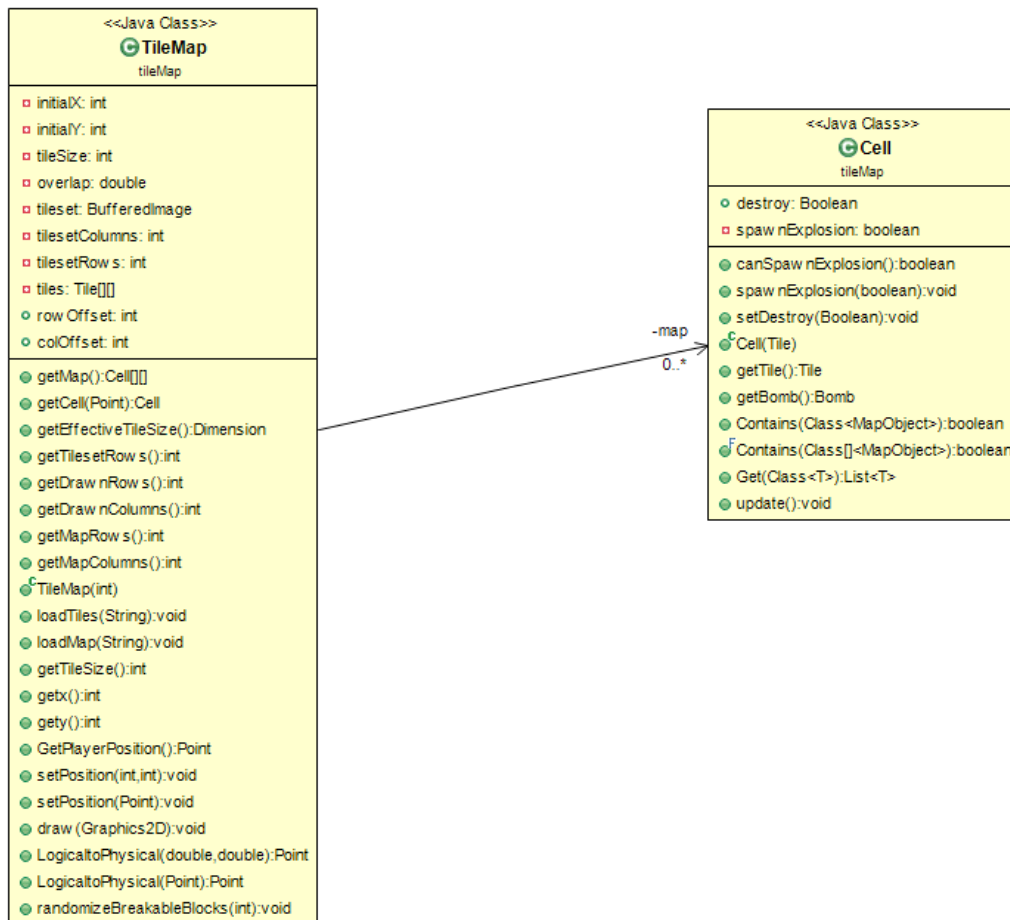 <<Java Class>>
TileMap
tileMap
initialX: int
initialY: int
tileSize: int
overlap: double
tileset: BufferedImage
tilesetColumns: int
tilesetRows: int
tiles: Tile[][]
rowOffset: int
colOffset: int
getMap():Cell[][]
getCell(Point):Cell
getEffectiveTileSize():Dimension
getTilesetRows():int
getDrawnRows():int
getDrawnColumns():int
getMapRows():int
getMapColumns():int
TileMap(int)
loadTiles(String):void
loadMap(String):void
getTileSize():int
getx():int
gety():int
GetPlayerPosition():Point
setPosition(int,int):void
setPosition(Point):void
draw(Graphics2D):void
LogicaltoPhysical(double,double):Point
LogicaltoPhysical(Point):Point
randomizeBreakableBlocks(int):void
-map
0..*
<<Java Class>>
Cell
tileMap
destroy: Boolean
spawnExplosion: boolean
canSpawnExplosion():boolean
spawnExplosion(boolean):void
setDestroy(Boolean):void
Cell(Tile)
getTile():Tile
getBomb():Bomb
Contains(Class<MapObject>):boolean
Contains(Class[]<MapObject>):boolean
Get(Class<T>):List<T>
update():void